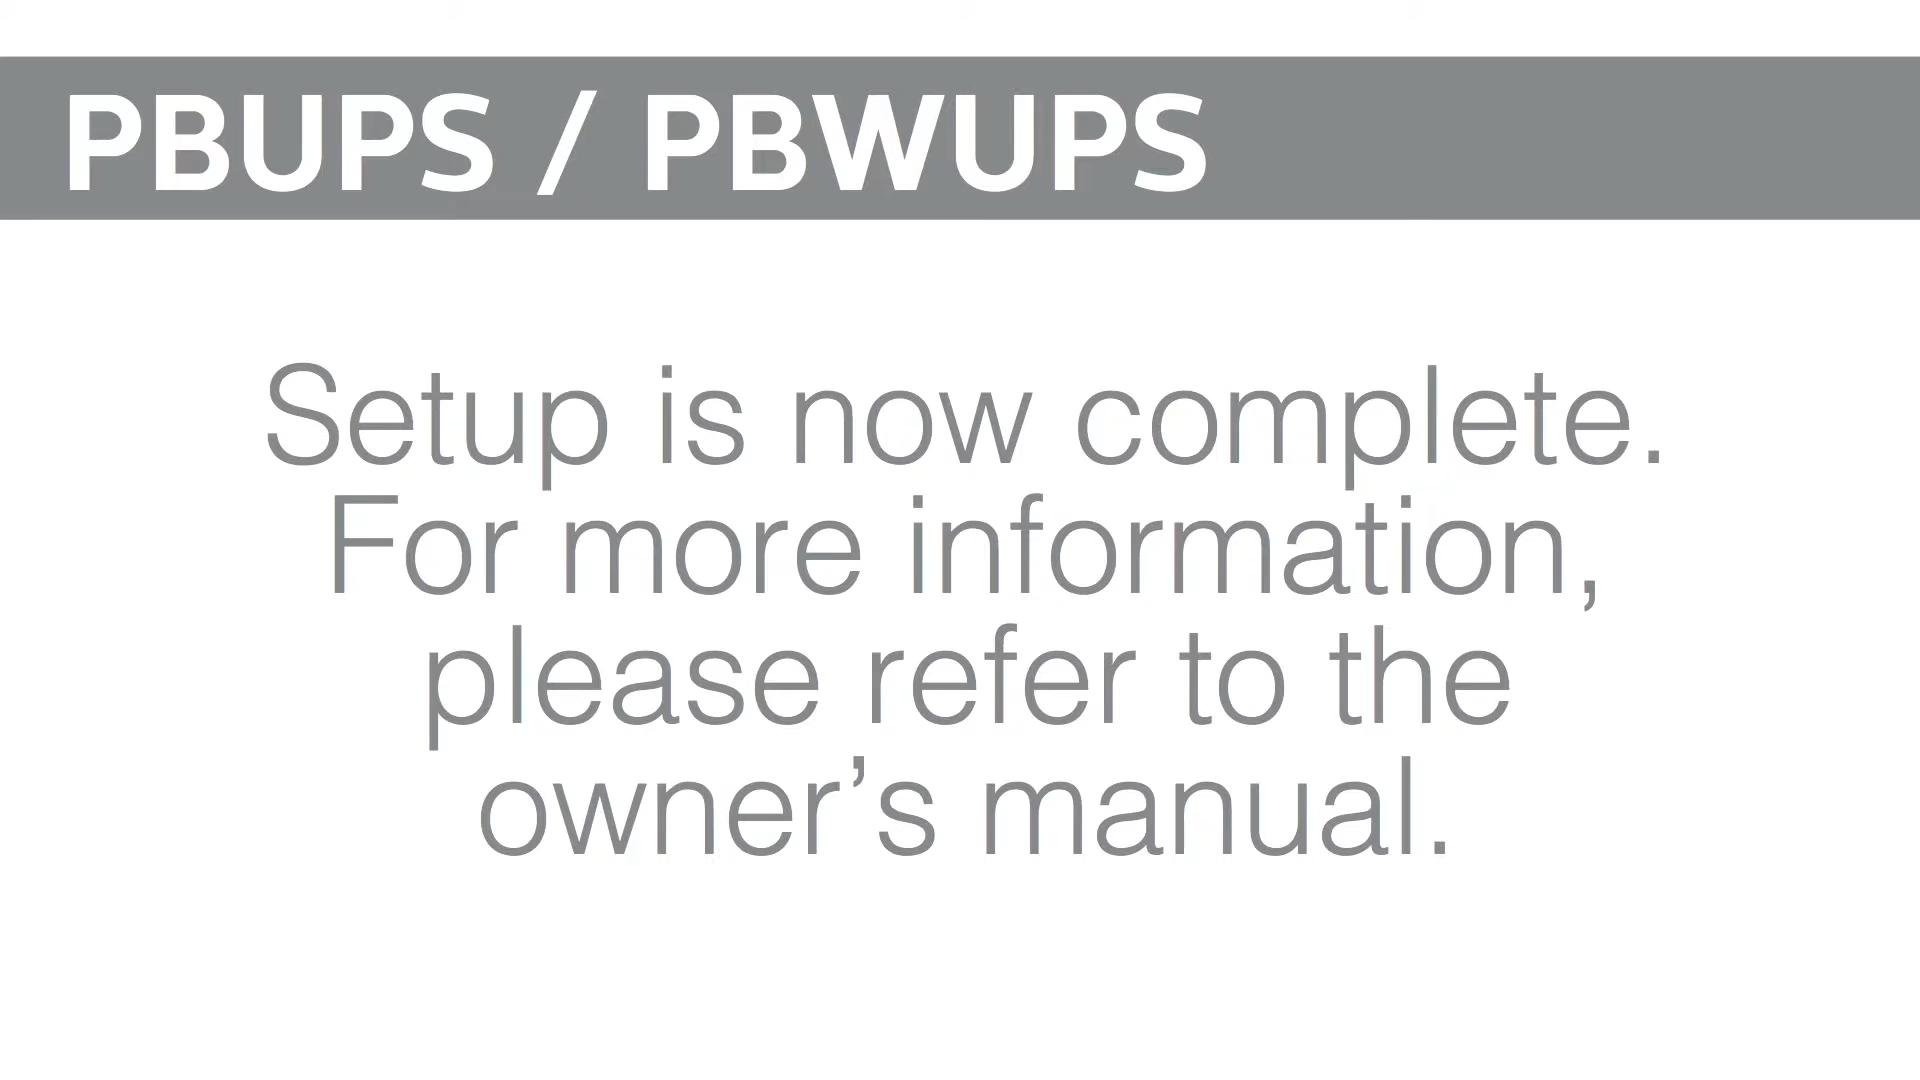 PBUPS / PBWUPS
Setup is now complete.
For more information,
please refer to the
owner’s manual.